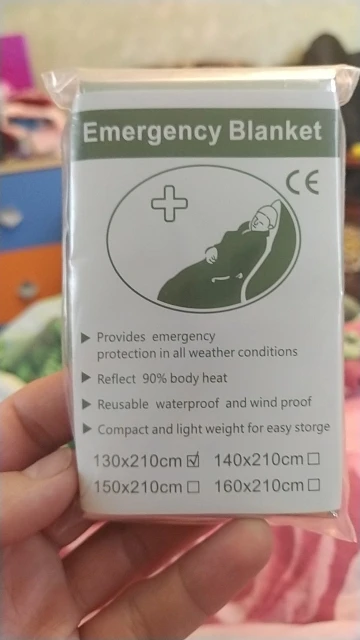 Emergency Blanket
CE
Provides emergency
protection in all weather conditions
Reflect 90% body heat
Reusable waterproof and wind proof
Compact and light weight for easy storge
130x210cm ☑ 140x210cm ☐
150x210cm ☐ 160x210cm ☐